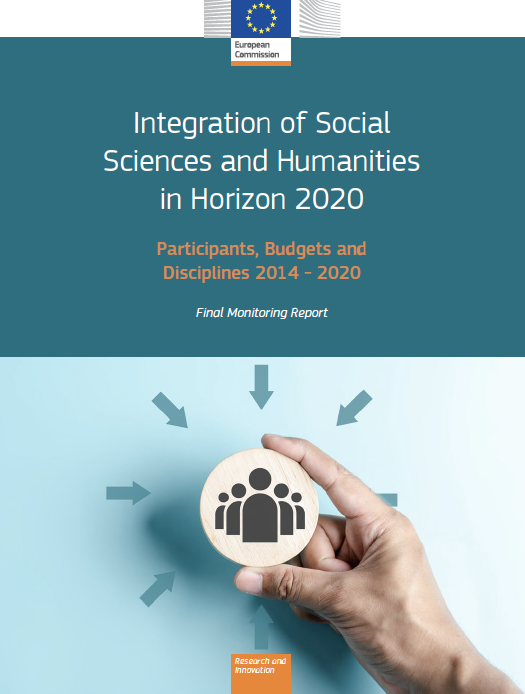 European
Commission
Integration of Social
Sciences and Humanities
in Horizon 2020
Participants, Budgets and
Disciplines 2014 - 2020
Final Monitoring Report
Research and
Innovation